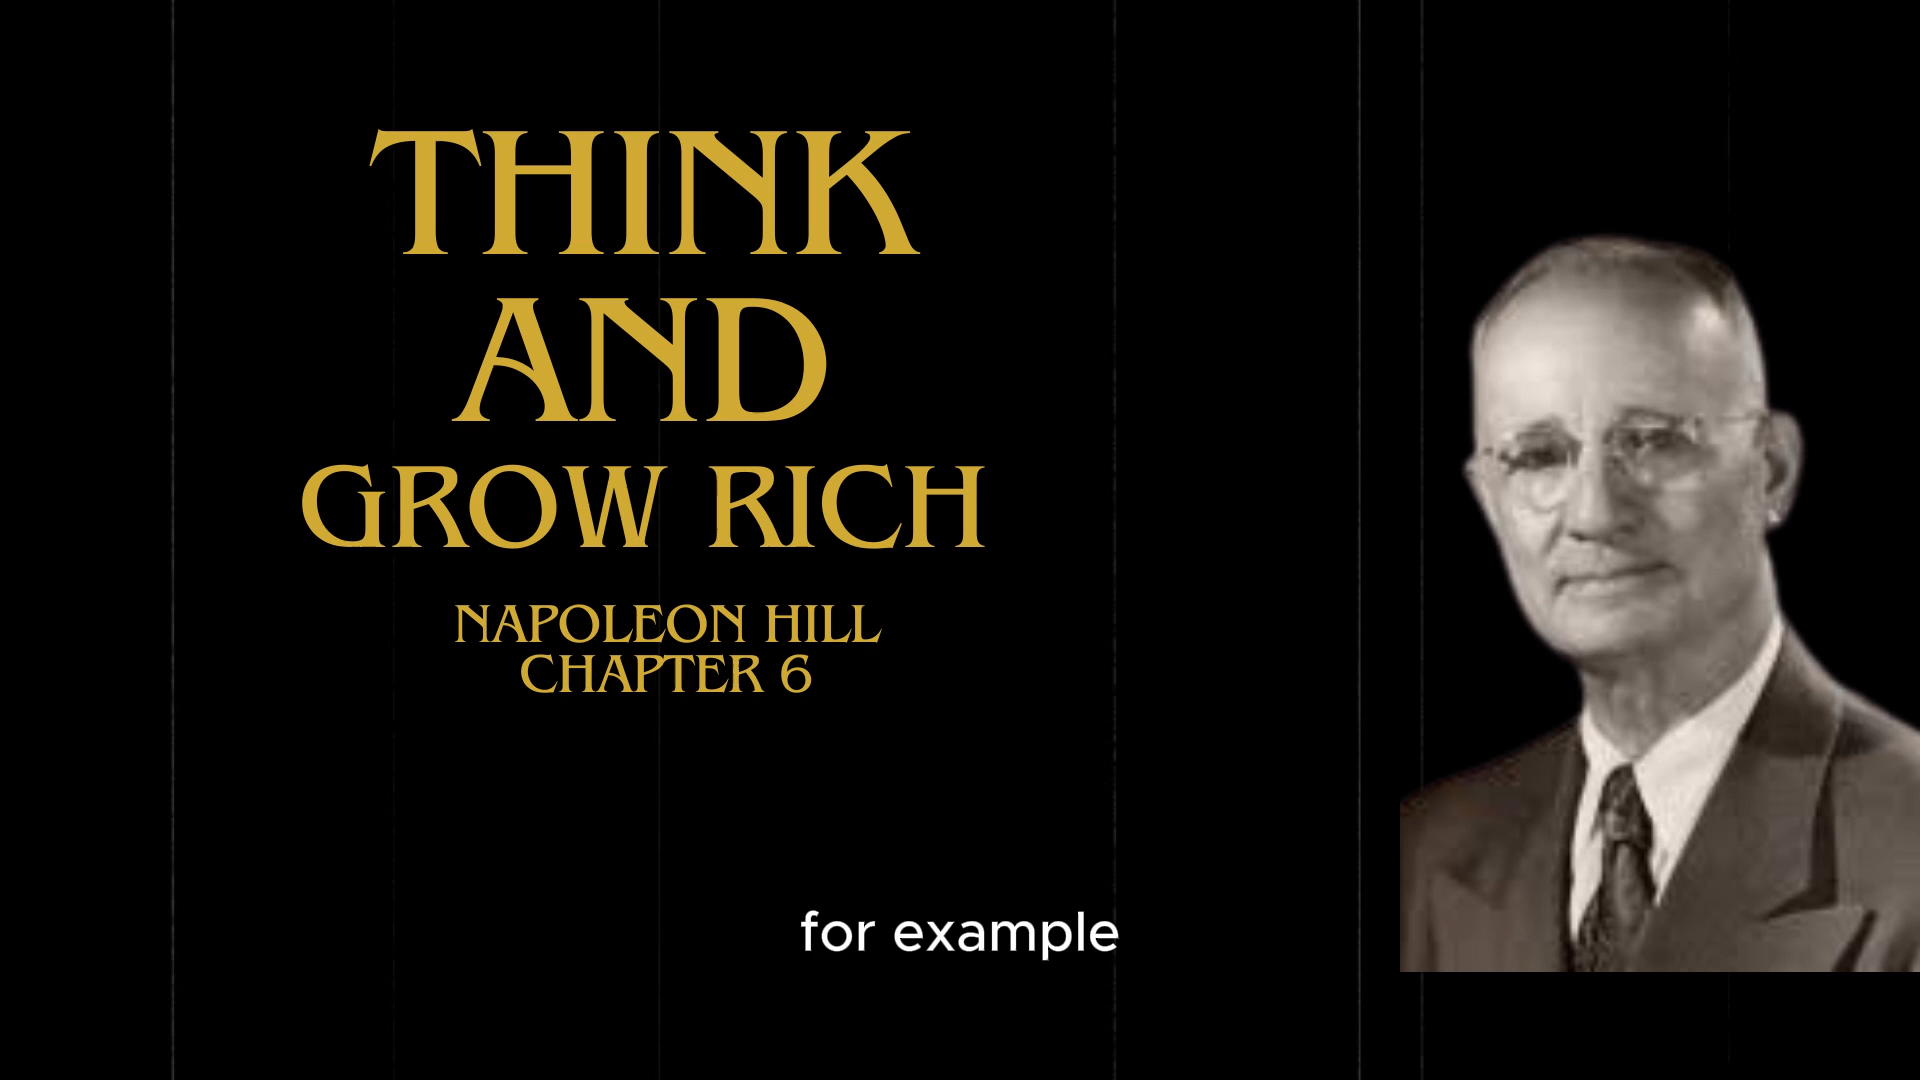 THINK
AND
GROW RICH
NAPOLEON HILL
CHAPTER 6
for example